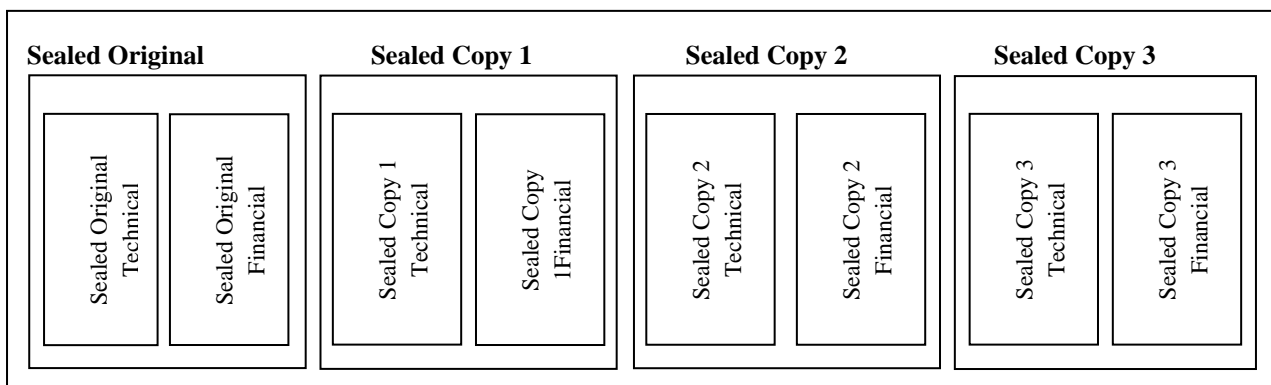 Sealed Original
Sealed Copy 1
Sealed Copy 2
Sealed Copy 3
Sealed Original
Technical
Sealed Original
Financial
Sealed Copy 1
Technical
Sealed Copy
1Financial
Sealed Copy 2
Technical
Sealed Copy 2
Financial
Sealed Copy 3
Technical
Sealed Copy 3
Financial